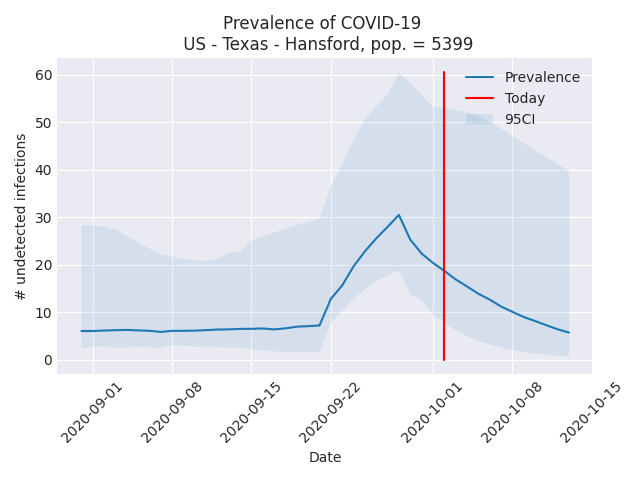 Prevalence of COVID-19
US - Texas - Hansford, pop. = 5399
60
50
40
30
20
10
0
# undetected infections
Prevalence
Today
95CI
2020-09-01
2020-09-08
2020-09-15
2020-09-22
2020-10-01
2020-10-08
2020-10-15
Date